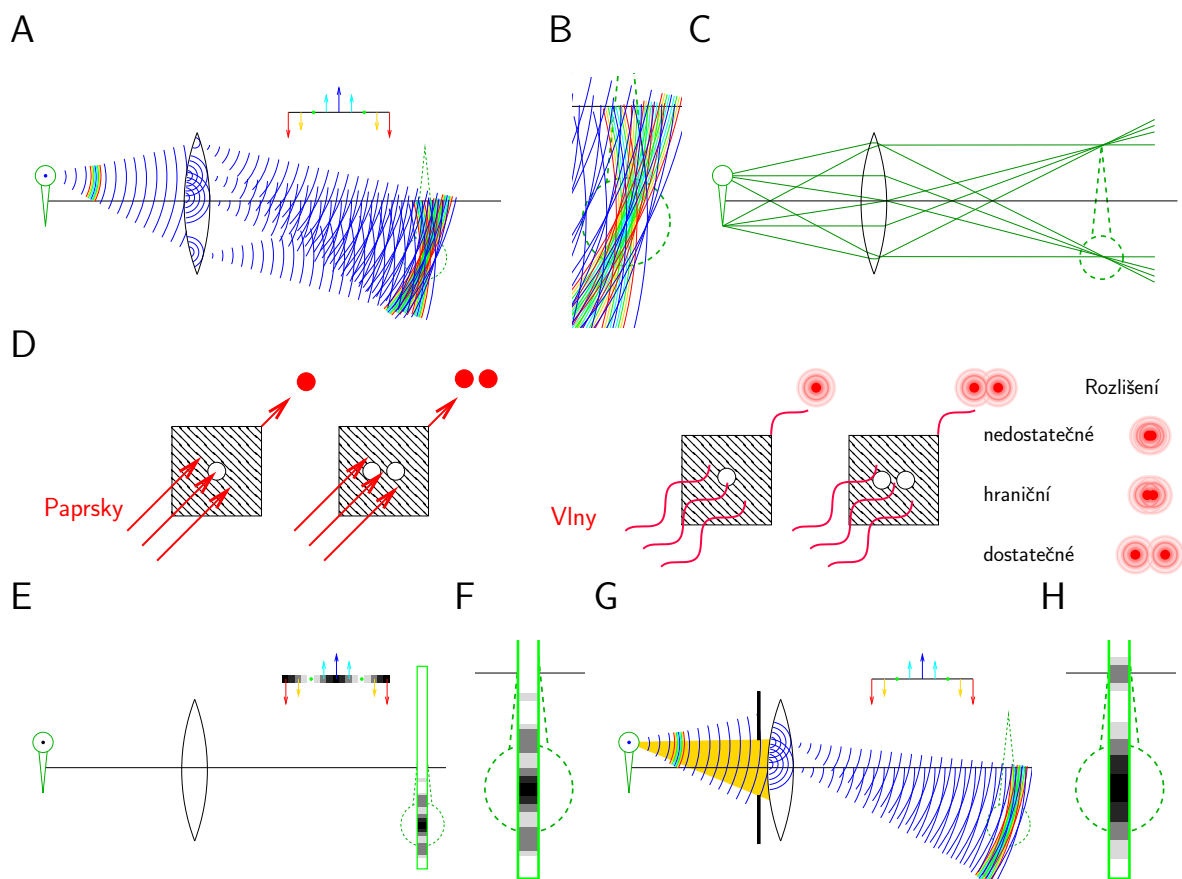 A
B
C
D
Paprsky
Vlny
Rozlišení
nedostatečné
hraniční
dostatečné
E
F
G
H